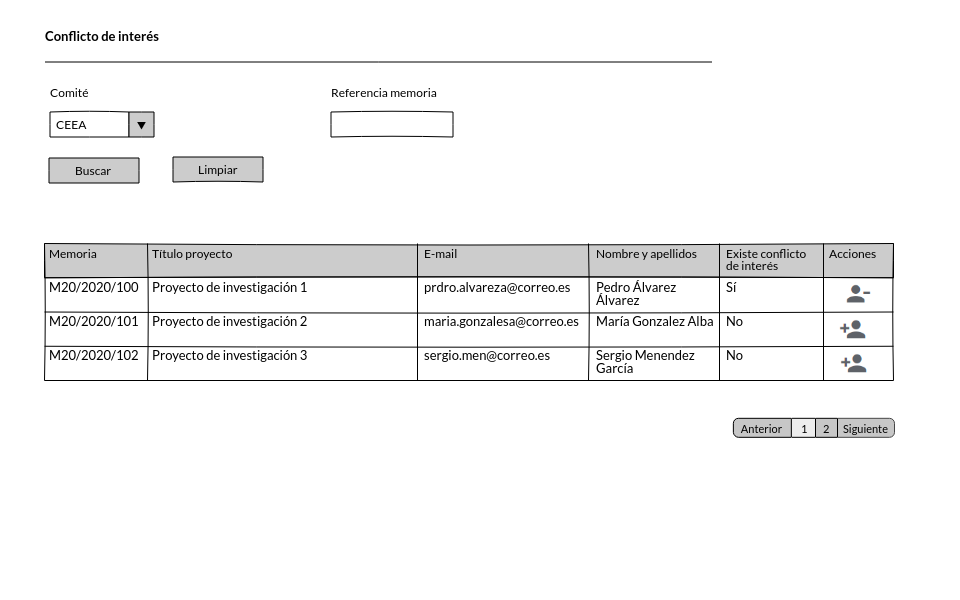 Conflicto de interés
Comité
Referencia memoria
CEEA
Buscar
Limpiar
Memoria
Título proyecto
E-mail
Nombre y apellidos
Existe conflicto
de interés
Acciones
M20/2020/100
Proyecto de investigación 1
prdro.alvareza@correo.es
Pedro Álvarez
Álvarez
Sí
M20/2020/101
Proyecto de investigación 2
maria.gonzalesa@correo.es
María Gonzalez Alba
No
M20/2020/102
Proyecto de investigación 3
sergio.men@correo.es
Sergio Menendez
García
No
Anterior
1
2
Siguiente